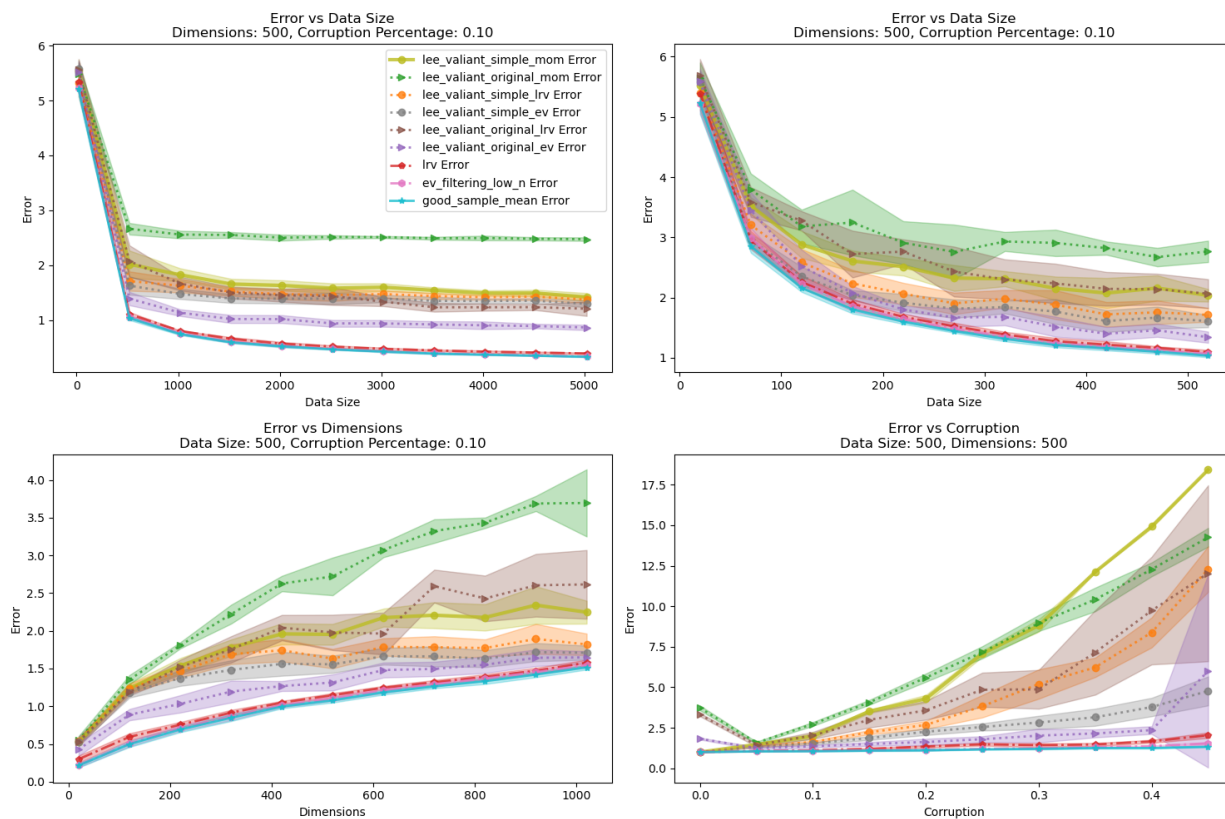 Error vs Data Size
Dimensions: 500, Corruption Percentage: 0.10
6
5
4
3
2
1
Error
0
1000
2000
3000
4000
5000
Data Size
lee_valiant_simple_mom Error
lee_valiant_original_mom Error
lee_valiant_simple_lrv Error
lee_valiant_simple_ev Error
lee_valiant_original_lrv Error
lee_valiant_original_ev Error
lrv Error
ev_filtering_low_n Error
good_sample_mean Error
Error vs Data Size
Dimensions: 500, Corruption Percentage: 0.10
6
5
4
3
2
1
Error
0
100
200
300
400
500
Data Size
Error vs Dimensions
Data Size: 500, Corruption Percentage: 0.10
4.0
3.5
3.0
2.5
2.0
1.5
1.0
0.5
0.0
Error
0
200
400
600
800
1000
Dimensions
Error vs Corruption
Data Size: 500, Dimensions: 500
17.5
15.0
12.5
10.0
7.5
5.0
2.5
0.0
Error
0.0
0.1
0.2
0.3
0.4
Corruption